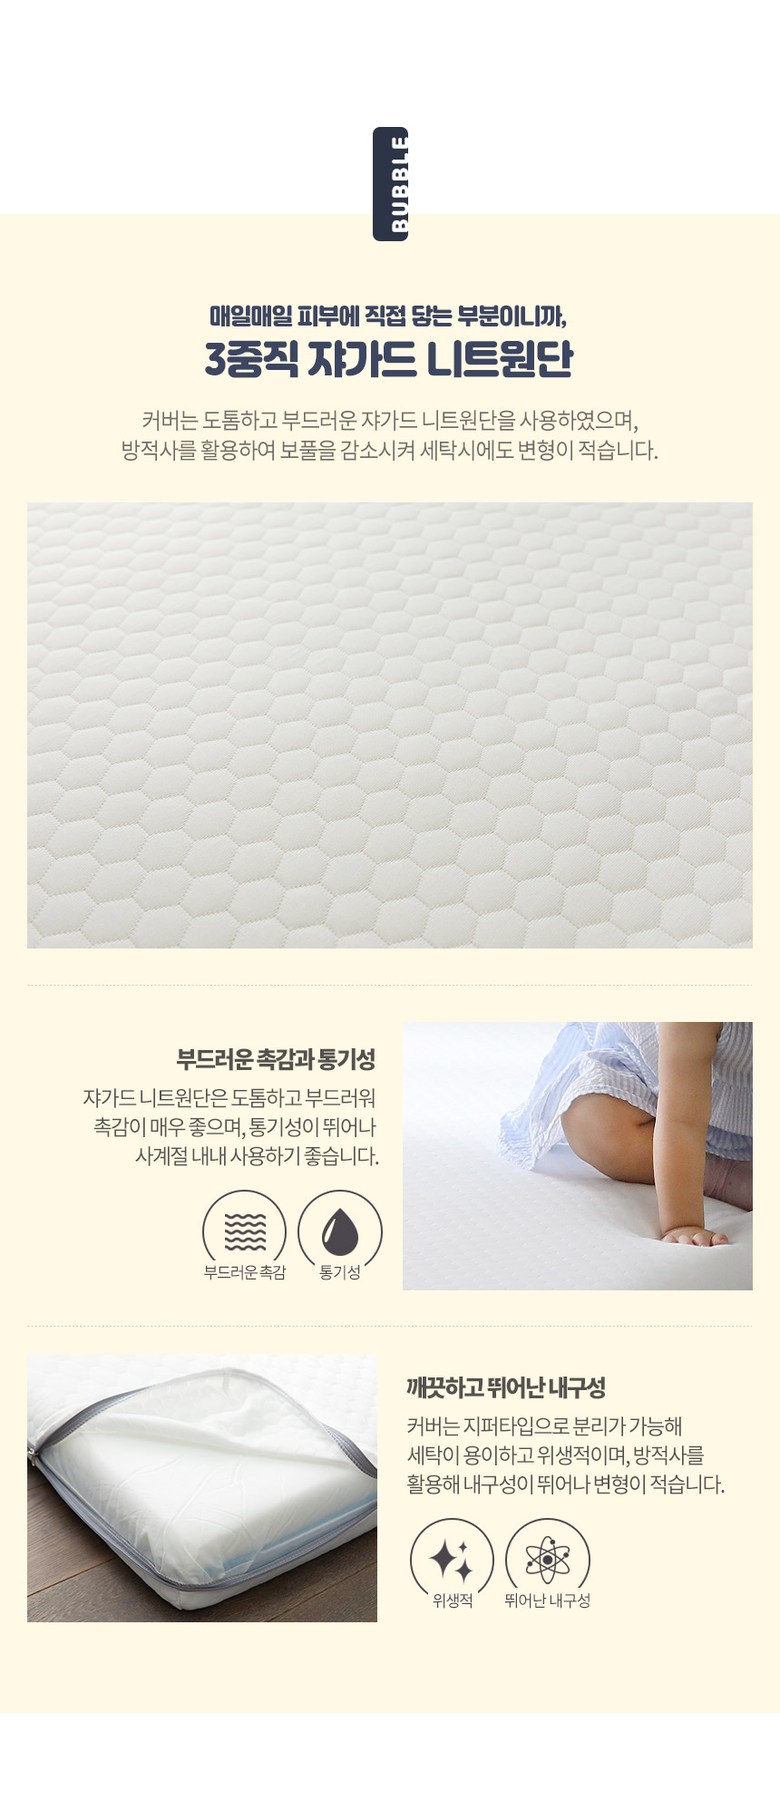 BUBBLE
매일매일 피부에 직접 닿는 부분이니까,
3중직 쟈가드 니트원단
커버는 도톰하고 부드러운 쟈가드 니트원단을 사용하였으며,
방적사를 활용하여 보풀을 감소시켜 세탁시에도 변형이 적습니다.
부드러운 촉감과 통기성
쟈가드 니트원단은 도톰하고 부드러워
촉감이 매우 좋으며, 통기성이 뛰어나
사계절 내내 사용하기 좋습니다.
부드러운 촉감
통기성
깨끗하고 뛰어난 내구성
커버는 지퍼타입으로 분리가 가능해
세탁이 용이하고 위생적이며, 방적사를
활용해 내구성이 뛰어나 변형이 적습니다.
위생적
뛰어난 내구성